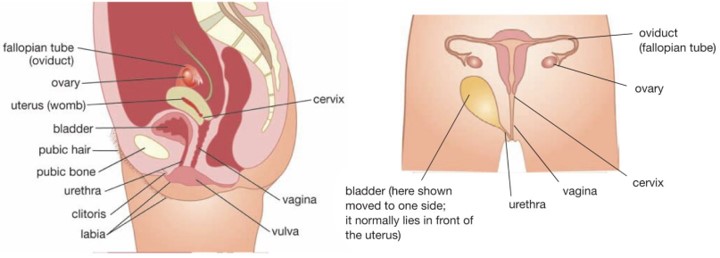 fallopian tube
(oviduct)
ovary
uterus (womb)
bladder
pubic hair
pubic bone
urethra
clitoris
labia
cervix
vagina
vulva
oviduct
(fallopian tube)
ovary
cervix
vagina
urethra
bladder (here shown
moved to one side;
it normally lies in front of
the uterus)